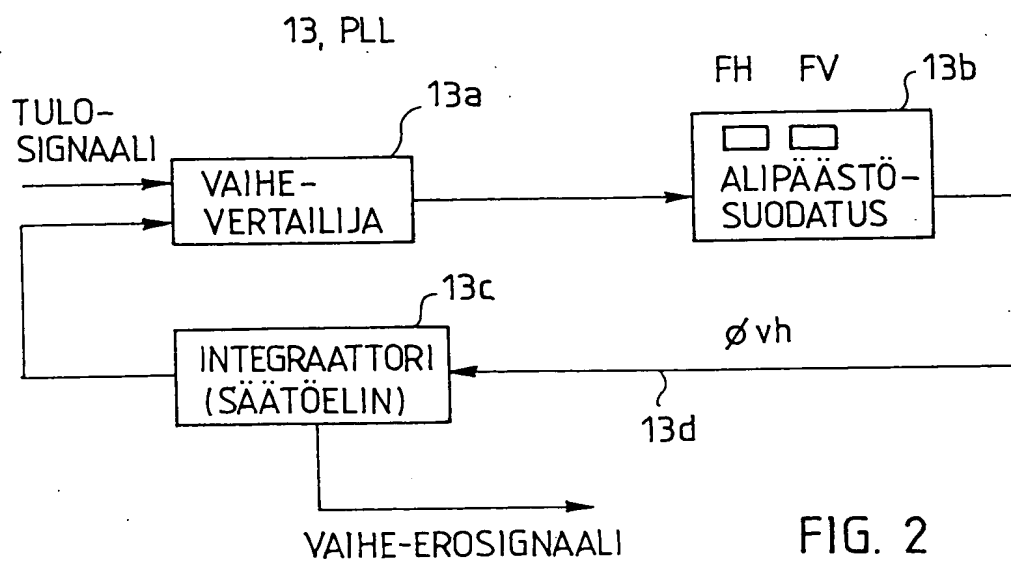 13, PLL
TULO-
SIGNAALI
13a
VAIHE-
VERTAILIJA
FH FV
13b
ALIPÄÄSTÖ-
SUODATUS
13c
INTEGRAATTORI
(SÄÄTÖELIN)
ø vh
13d
VAIHE-EROSIGNAALI
FIG. 2